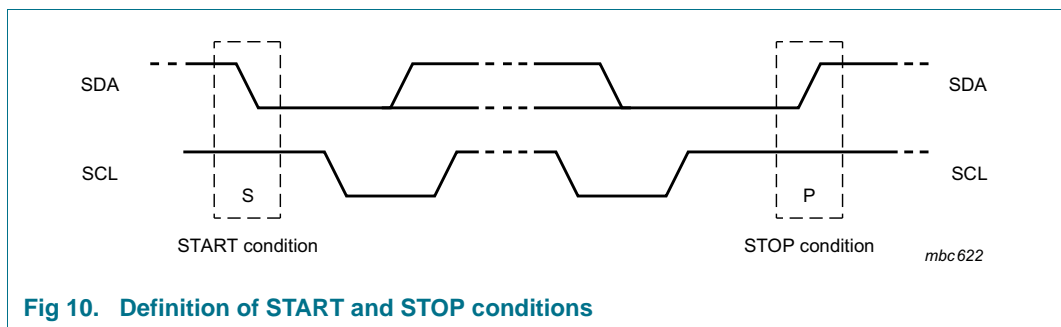 SDA
SDA
SCL
SCL
S
P
START condition
STOP condition
mbc622
Fig 10. Definition of START and STOP conditions